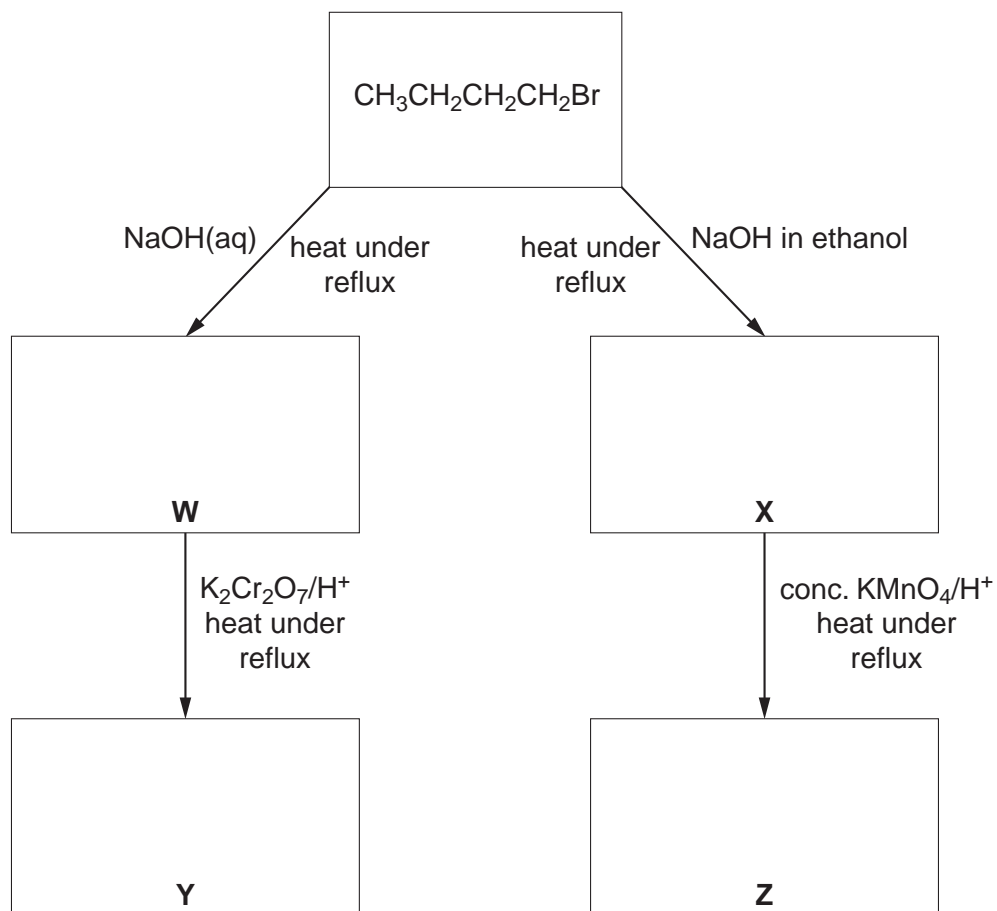 CH₃CH₂CH₂CH₂Br
NaOH(aq)
heat under
reflux
heat under
reflux
NaOH in ethanol
W
X
K₂Cr₂O₇/H⁺
heat under
reflux
conc. KMnO₄/H⁺
heat under
reflux
Y
Z